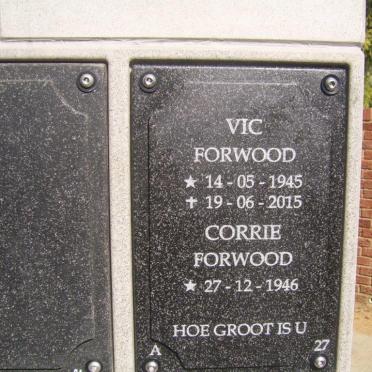 VIC
FORWOOD
★ 14 - 05 - 1945
✝ 19 - 06 - 2015
CORRIE
FORWOOD
★ 27 - 12 - 1946
HOE GROOT IS U
A 27